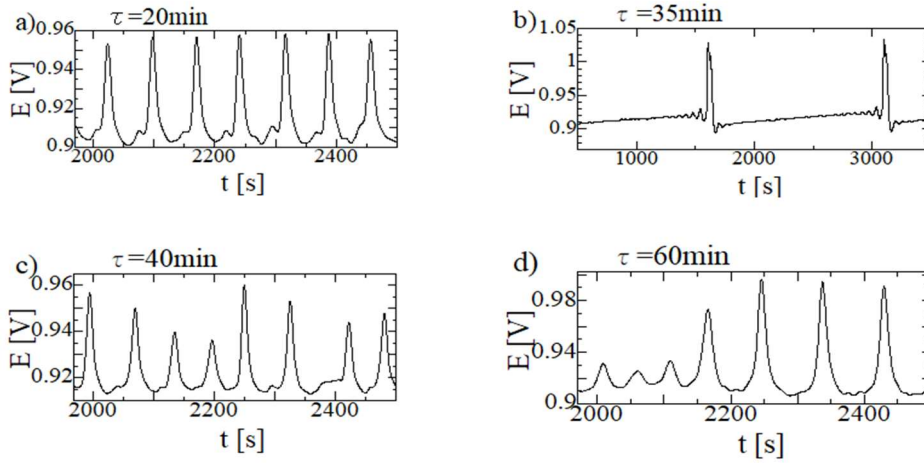 a) τ=20min
0.96
0.94
0.92
0.9
E [V]
2000 2200 2400
t [s]
b) τ =35min
1.05
1
0.95
0.9
E [V]
1000 2000 3000
t [s]
c) τ=40min
0.96
0.94
0.92
E [V]
2000 2200 2400
t [s]
d) τ =60min
0.98
0.94
0.9
E [V]
2000 2200 2400
t [s]